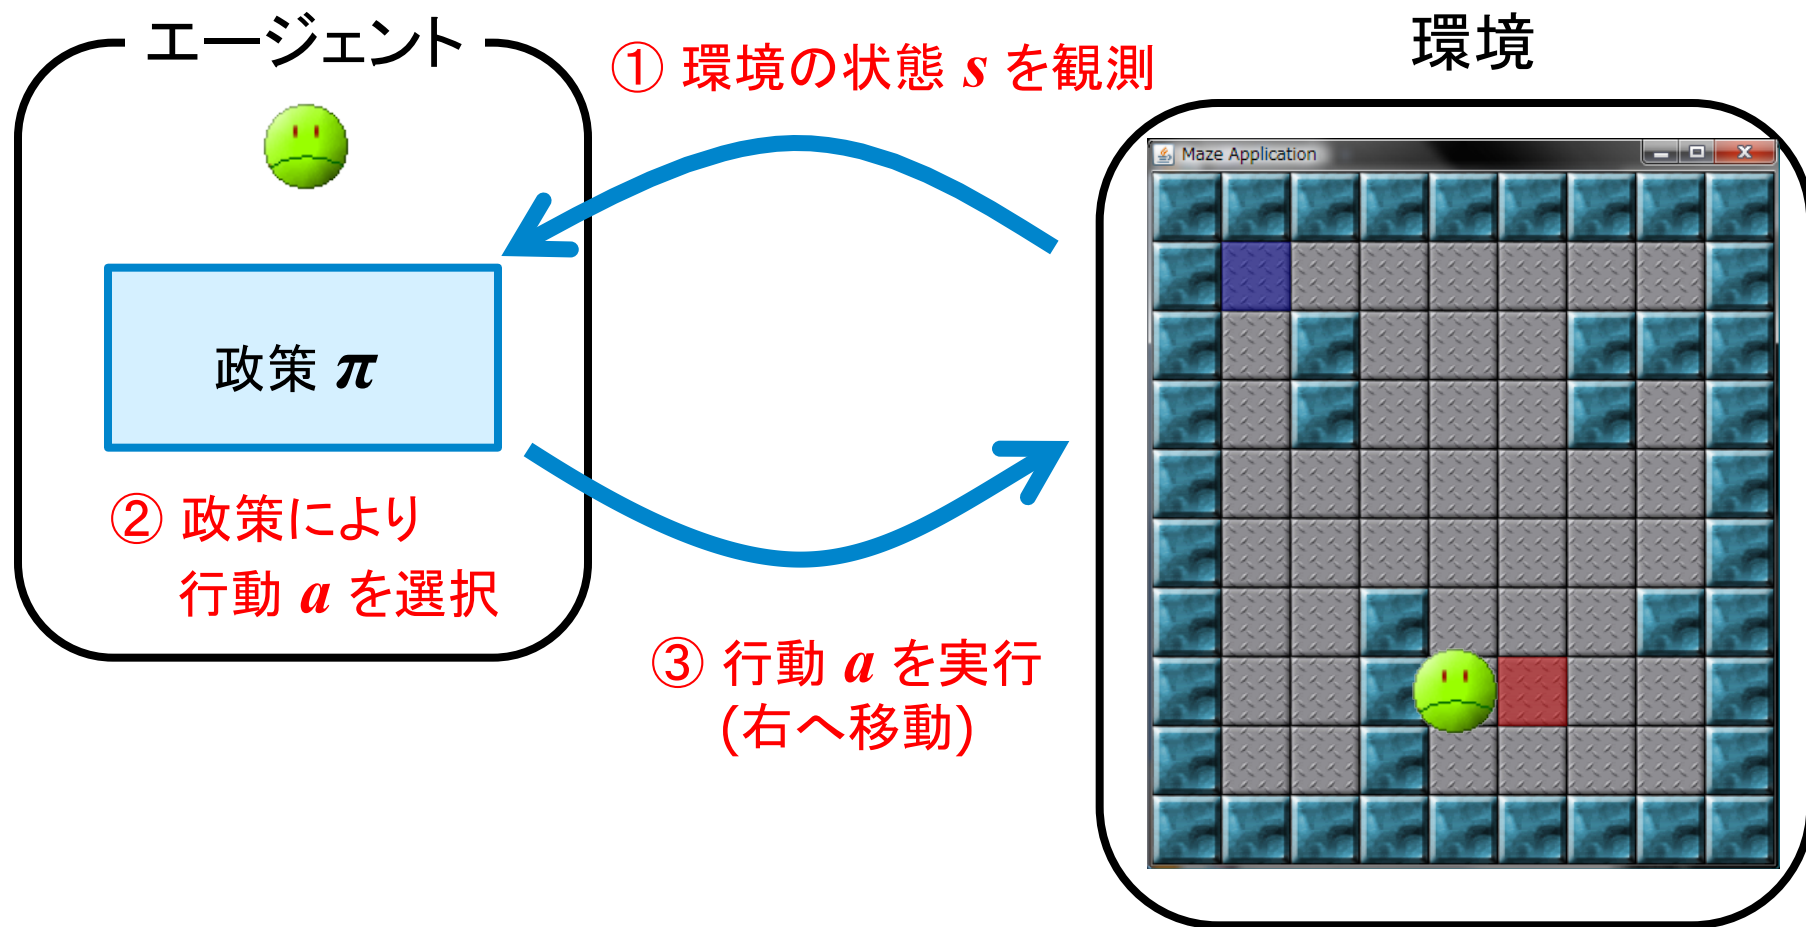 エージェント
① 環境の状態 s を観測
環境
Maze Application
政策 π
② 政策により
行動 a を選択
③ 行動 a を実行
(右へ移動)